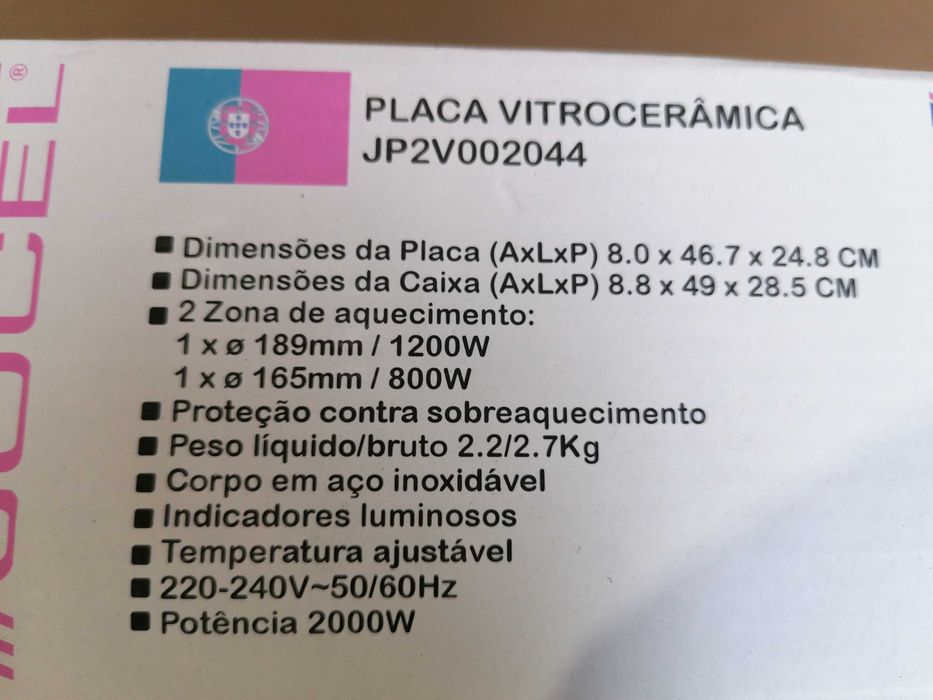 PLACA VITROCERÂMICA
JP2V002044
Dimensões da Placa (AxLxP) 8.0 x 46.7 x 24.8 CM
Dimensões da Caixa (AxLxP) 8.8 x 49 x 28.5 CM
2 Zona de aquecimento:
1 x ø 189mm / 1200W
1 x ø 165mm / 800W
Proteção contra sobreaquecimento
Peso líquido/bruto 2.2/2.7Kg
Corpo em aço inoxidável
Indicadores luminosos
Temperatura ajustável
220-240V~50/60Hz
Potência 2000W